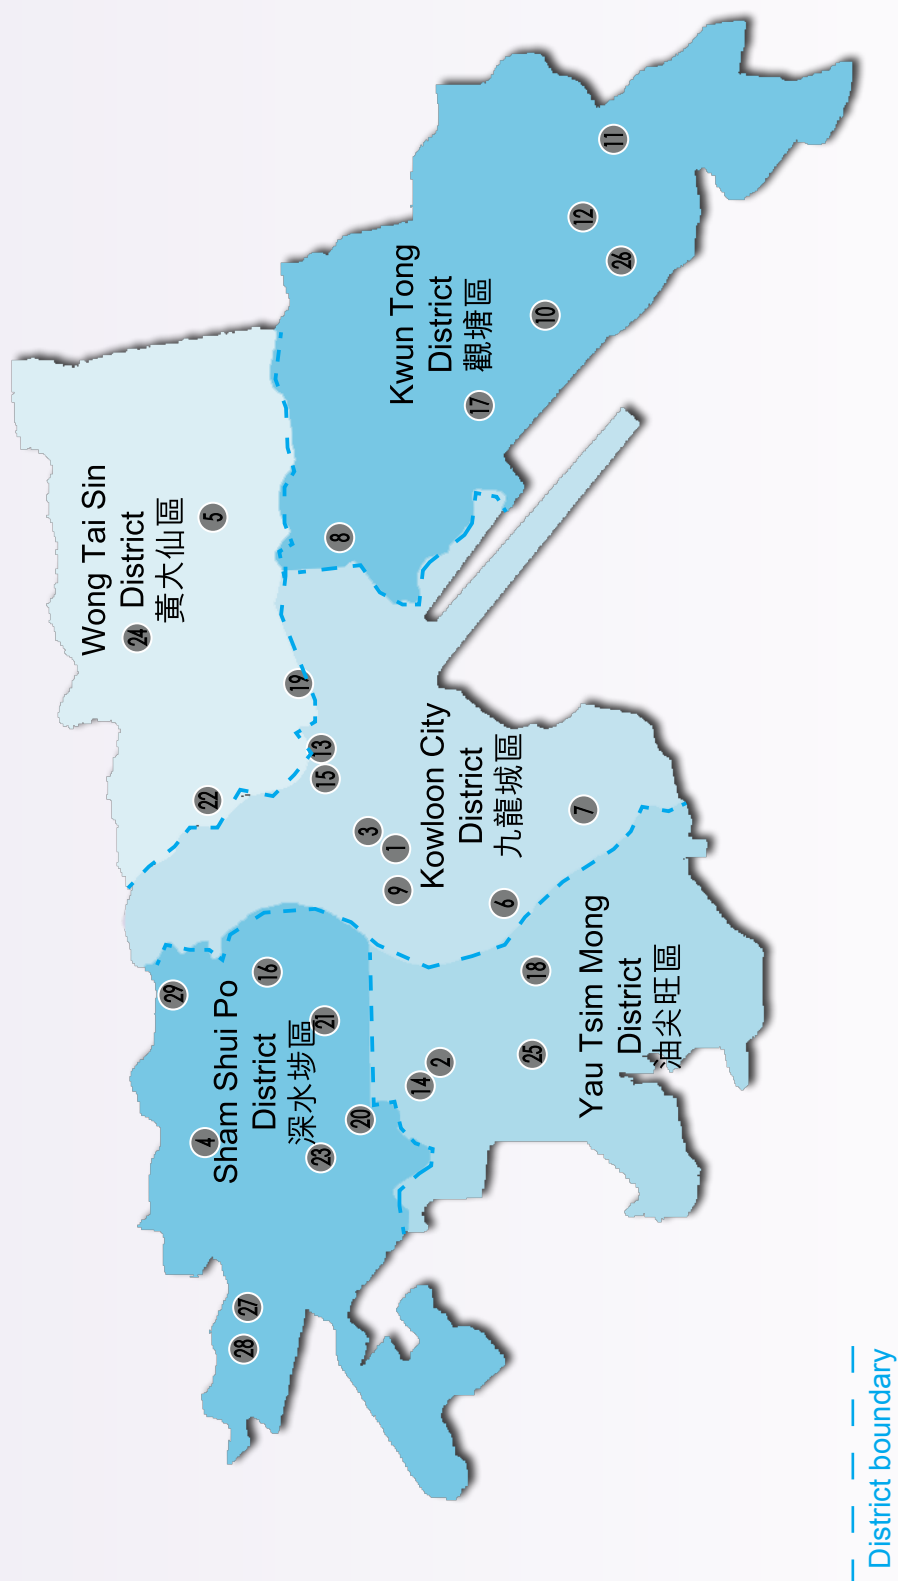 Wong Tai Sin
District
黃大仙區
24
22
5
Sham Shui Po
District
深水埗區
29
4
28
27
16
23
21
20
Kowloon City
District
九龍城區
19
13
15
3
1
9
6
7
Kwun Tong
District
觀塘區
8
17
10
12
11
26
Yau Tsim Mong
District
油尖旺區
14
2
25
18
District boundary